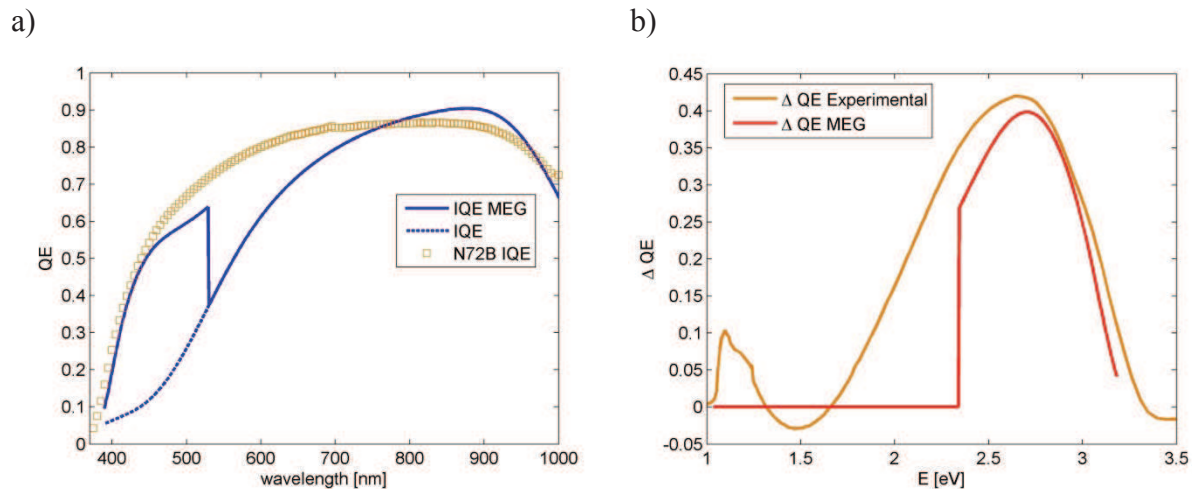 a)
1
0.9
0.8
0.7
0.6
0.5
0.4
0.3
0.2
0.1
0
QE
IQE MEG
IQE
N72B IQE
400 500 600 700 800 900 1000
wavelength [nm]
b)
0.45
0.4
0.35
0.3
0.25
0.2
0.15
0.1
0.05
0
-0.05
Δ QE
Δ QE Experimental
Δ QE MEG
1 1.5 2 2.5 3 3.5
E [eV]